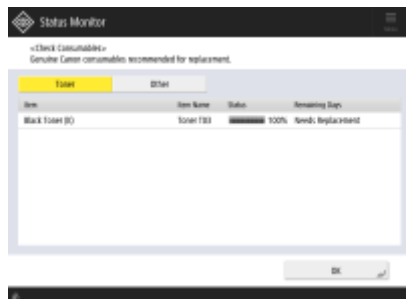 Status Monitor
<Check Consumables>
Genuine Canon consumables recommended for replacement.
Toner
Other
Item Item Name Status Remaining Days
Black Toner (K) Toner T03 100% Needs Replacement
OK